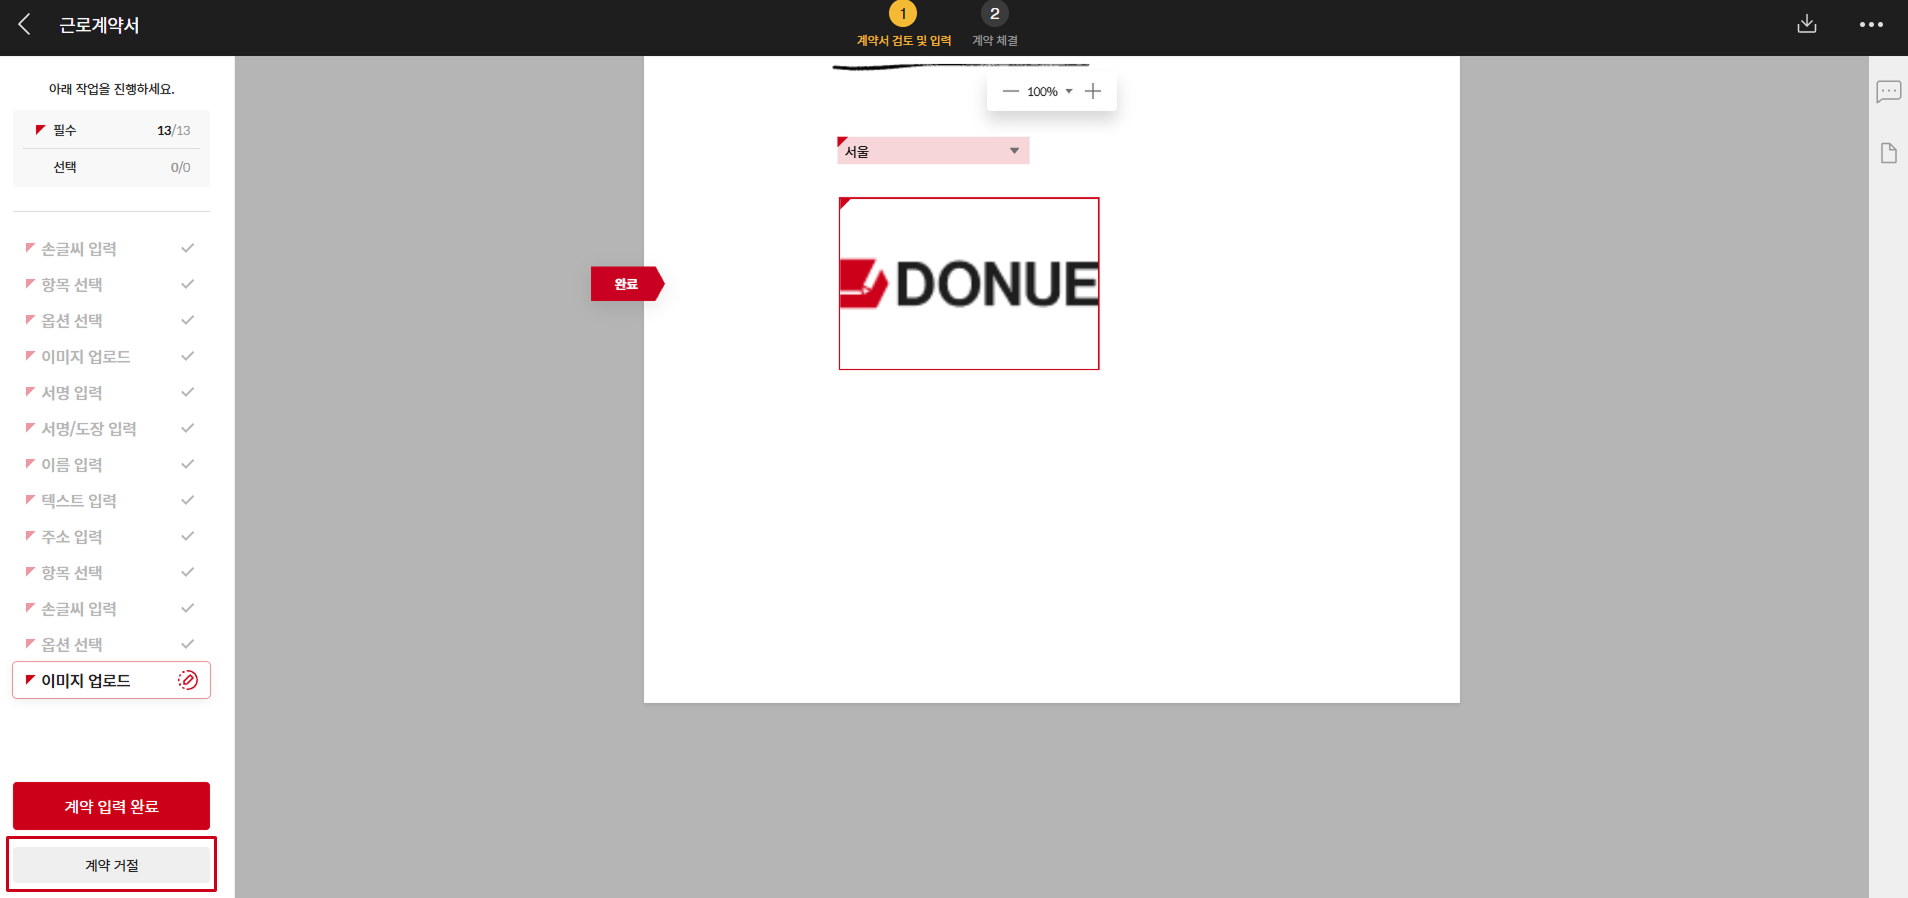 근로계약서
1
2
계약서 검토 및 입력
계약 체결
아래 작업을 진행하세요.
필수 13/13
선택 0/0
손글씨 입력
항목 선택
옵션 선택
이미지 업로드
서명 입력
서명/도장 입력
이름 입력
텍스트 입력
주소 입력
항목 선택
손글씨 입력
옵션 선택
이미지 업로드
계약 입력 완료
계약 거절
100%
서울
완료
DONUE